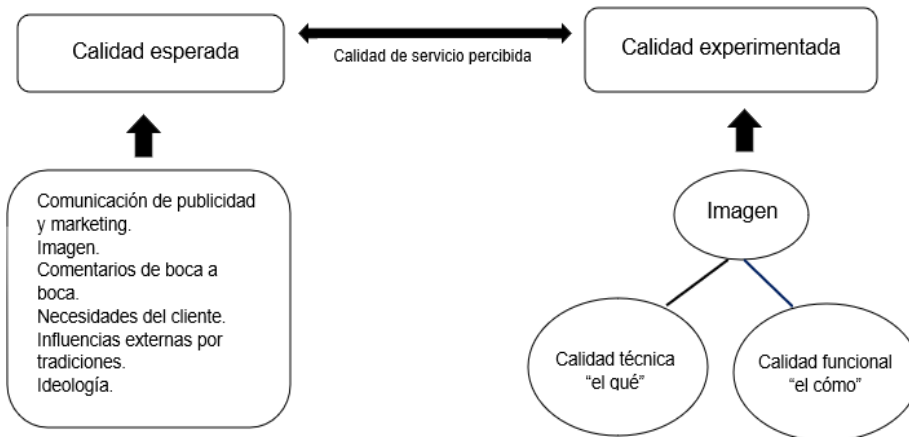 Calidad esperada
Calidad de servicio percibida
Calidad experimentada
Comunicación de publicidad
y marketing.
Imagen.
Comentarios de boca a
boca.
Necesidades del cliente.
Influencias externas por
tradiciones.
Ideología.
Imagen
Calidad técnica
“el qué”
Calidad funcional
“el cómo”